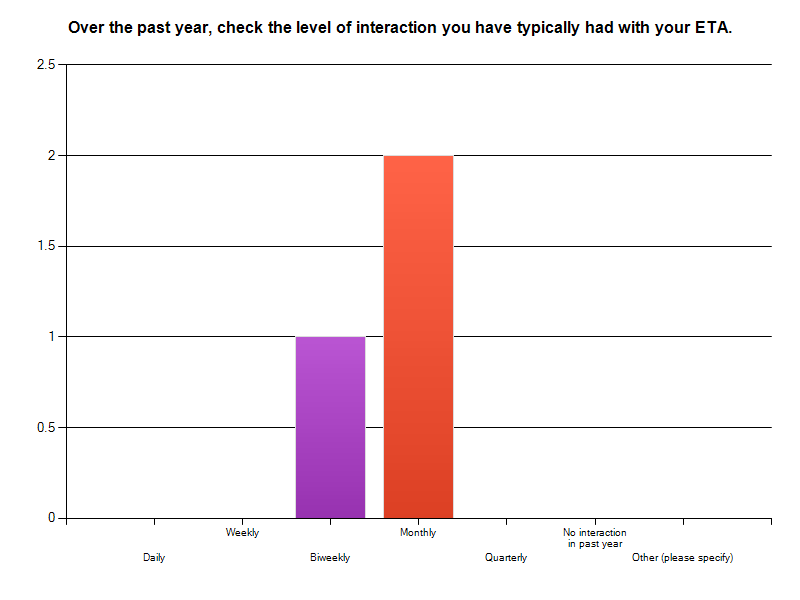 Over the past year, check the level of interaction you have typically had with your ETA.
2.5
2
1.5
1
0.5
0
Daily
Weekly
Biweekly
Monthly
Quarterly
No interaction
in past year
Other (please specify)